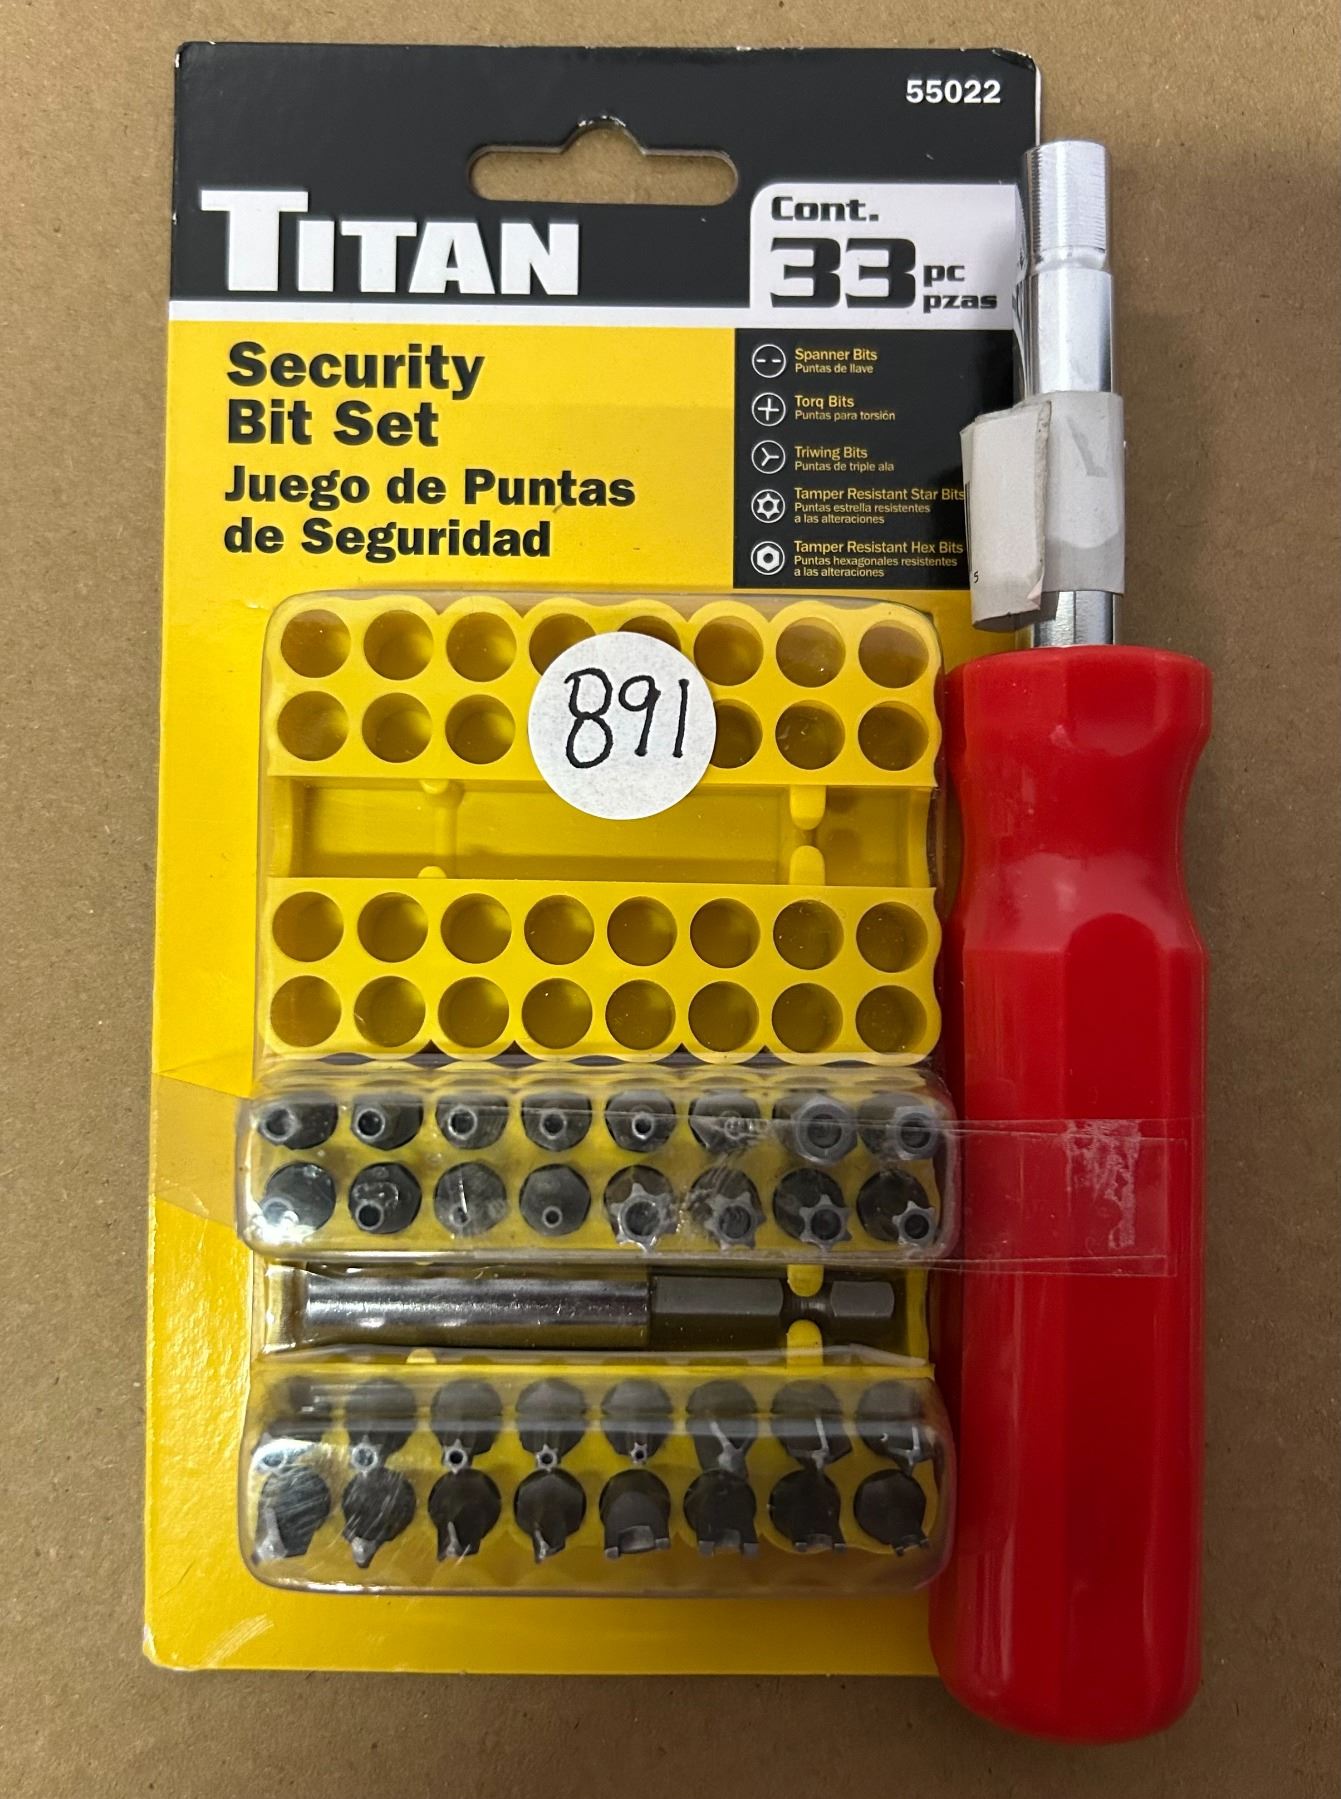 55022
TITAN
Cont.
33 pc
pzas
Security
Bit Set
Juego de Puntas
de Seguridad
Spanner Bits
Puntas de llave
Torq Bits
Puntas para torsión
Triwing Bits
Puntas de triple ala
Tamper Resistant Star Bits
Puntas estrella resistentes
a las alteraciones
Tamper Resistant Hex Bits
Puntas hexagonales resistentes
a las alteraciones
5
891